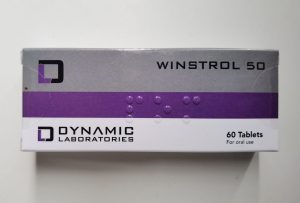 WINSTROL 50
DYNAMIC
LABORATORIES
60 Tablets
For oral use